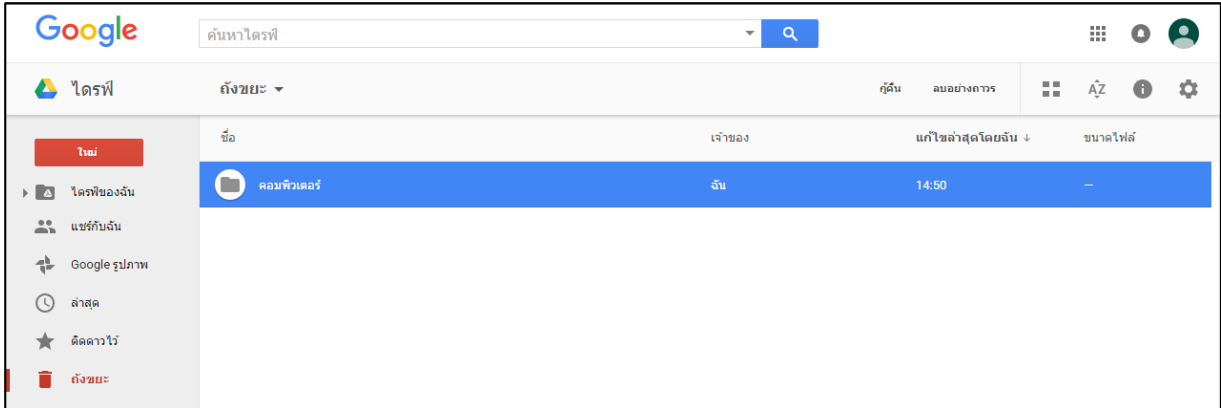 Google
ค้นหาไดรฟ์
ไดรฟ์
ถังขยะ
กู้คืน ลบอย่างถาวร
AZ
ใหม่
ชื่อ เจ้าของ แก้ไขล่าสุดโดยฉัน ขนาดไฟล์
คอมพิวเตอร์ ฉัน 14:50 —
ไดรฟ์ของฉัน
แชร์กับฉัน
Google รูปภาพ
ล่าสุด
ติดดาวไว้
ถังขยะ